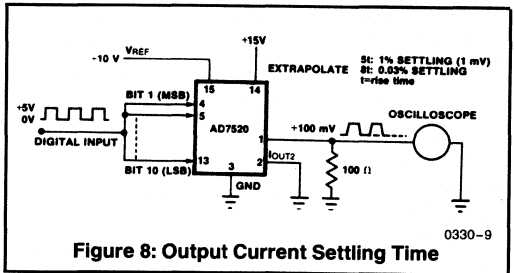 +15V
VREF
-10 V
EXTRAPOLATE
5t: 1% SETTLING (1 mV)
8t: 0.03% SETTLING
t=rise time
15
14
BIT 1 (MSB)
4
5
+5V
0V
DIGITAL INPUT
AD7520
OSCILLOSCOPE
1
+100 mV
IOUT2
2
100 Ω
BIT 10 (LSB)
13
3
GND
0330-9
Figure 8: Output Current Settling Time